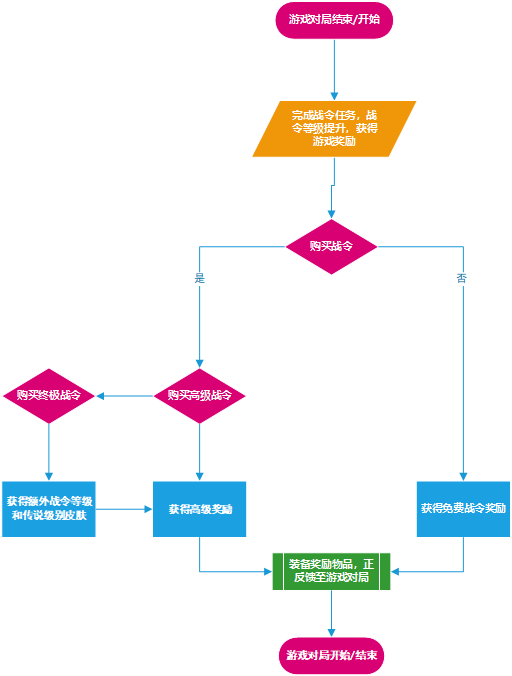 游戏对局结束/开始
完成战令任务，战
令等级提升，获得
游戏奖励
购买战令
是
否
购买终极战令
购买高级战令
获得额外战令等级
和传说级别皮肤
获得高级奖励
获得免费战令奖励
装备奖励物品，正
反馈至游戏对局
游戏对局开始/结束